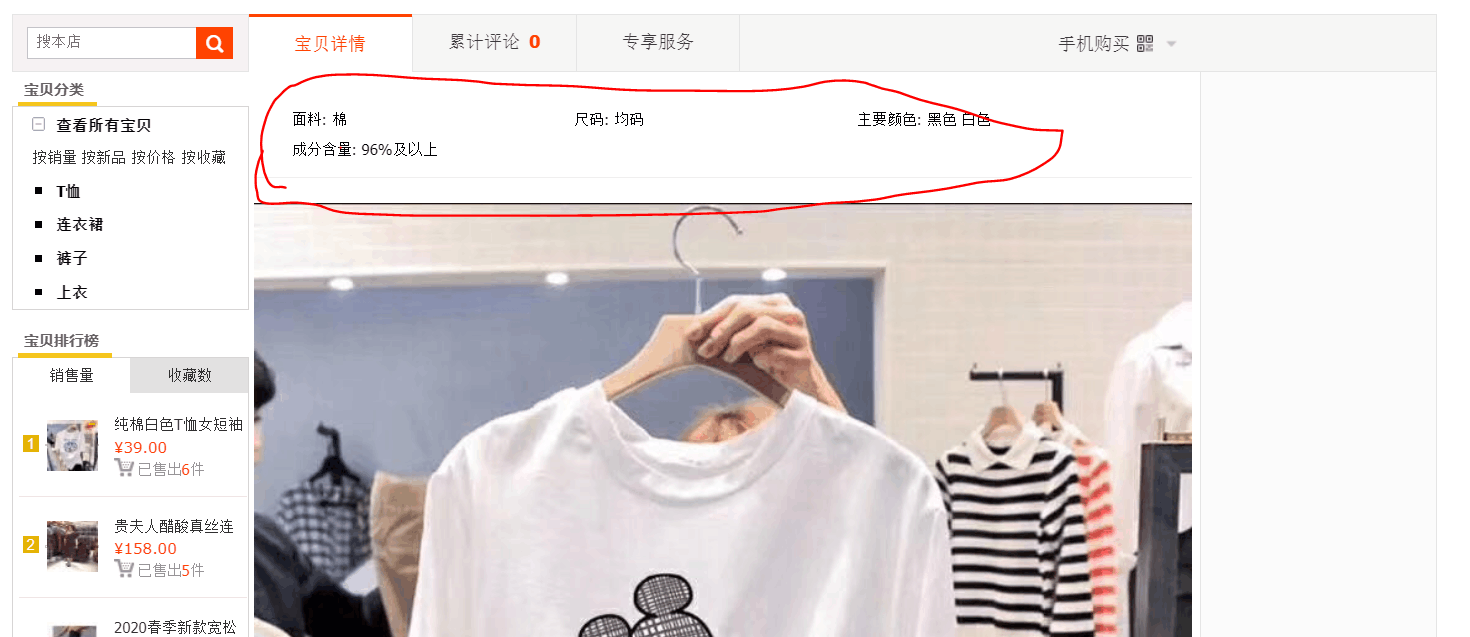 搜本店
宝贝详情
累计评论 0
专享服务
手机购买
宝贝分类
查看所有宝贝
按销量 按新品 按价格 按收藏
T恤
连衣裙
裤子
上衣
宝贝排行榜
销售量
收藏数
1
纯棉白色T恤女短袖
¥39.00
已售出6件
2
贵夫人醋酸真丝连
¥158.00
已售出5件
2020春季新款宽松
面料: 棉
尺码: 均码
主要颜色: 黑色 白色
成分含量: 96%及以上